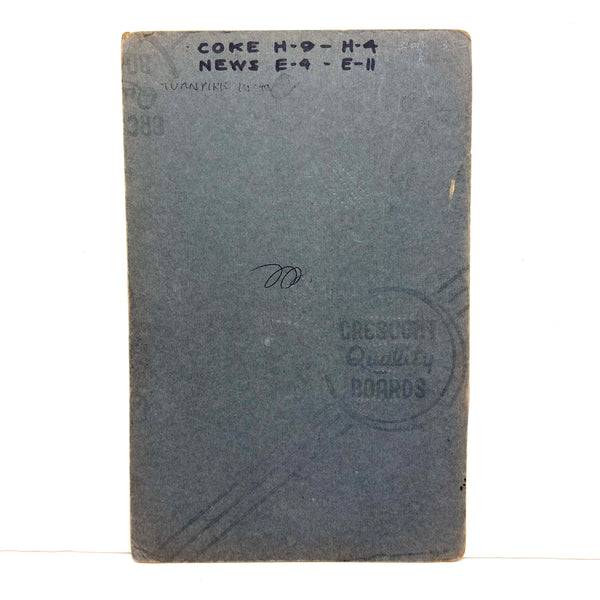 COKE H-9 - H-4
NEWS E-4 - E-11
CRESCENT
Quality
BOARDS